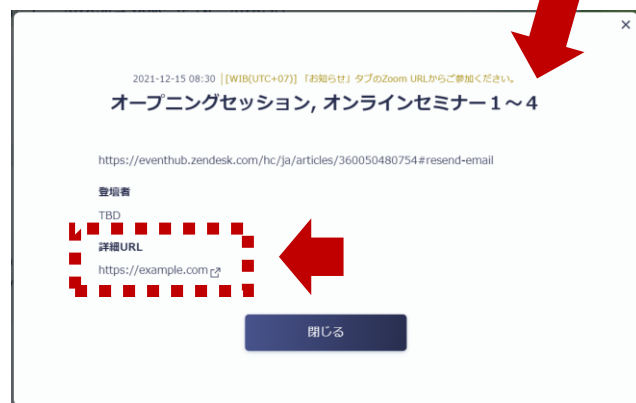 ×
2021-12-15 08:30 | [WIB(UTC+07)] 「お知らせ」タブのZoom URLからご参加ください。
オープニングセッション, オンラインセミナー１～４
https://eventhub.zendesk.com/hc/ja/articles/360050480754#resend-email
登壇者
TBD
詳細URL
https://example.com
閉じる